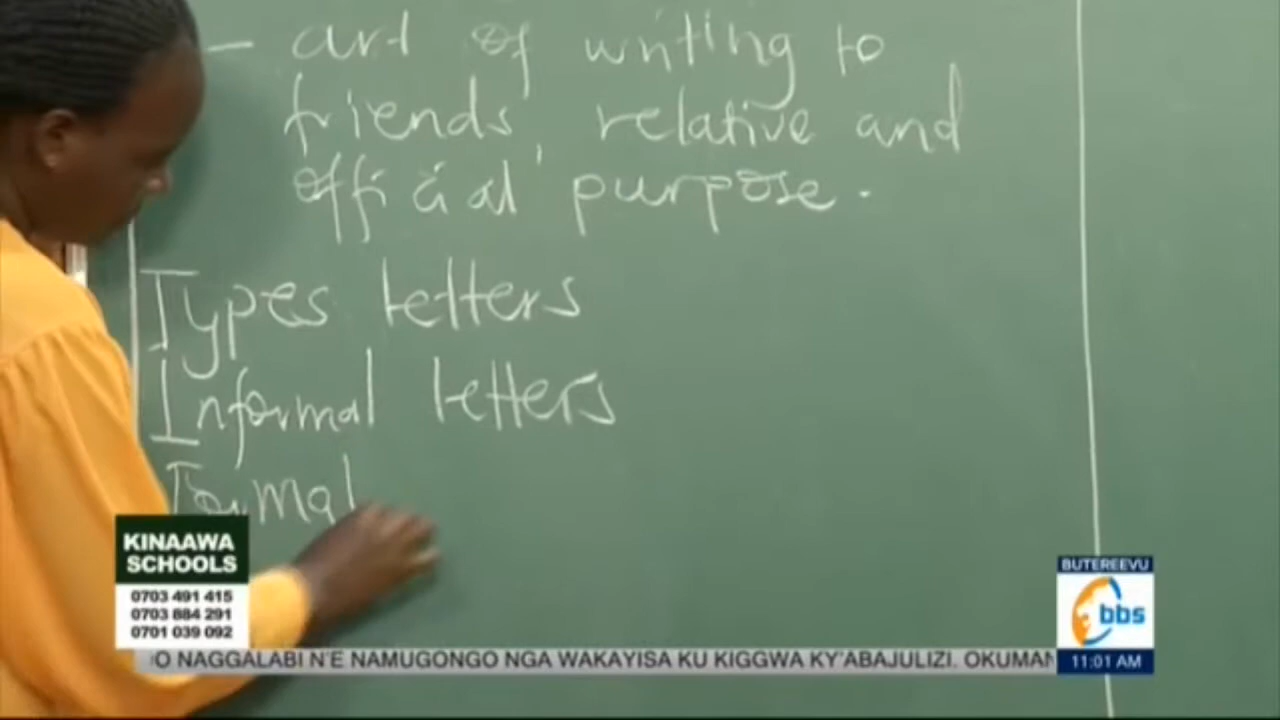 — art of writing to
friends, relative and
official purpose.
Types letters
Informal letters
Formal
KINAAWA
SCHOOLS
0703 491 415
0703 884 291
0701 039 092
BUTEREEVU
bbs
11:01 AM
O NAGGALABI N'E NAMUGONGO NGA WAKAYISA KU KIGGWA KY'ABAJULIZI. OKUMAN